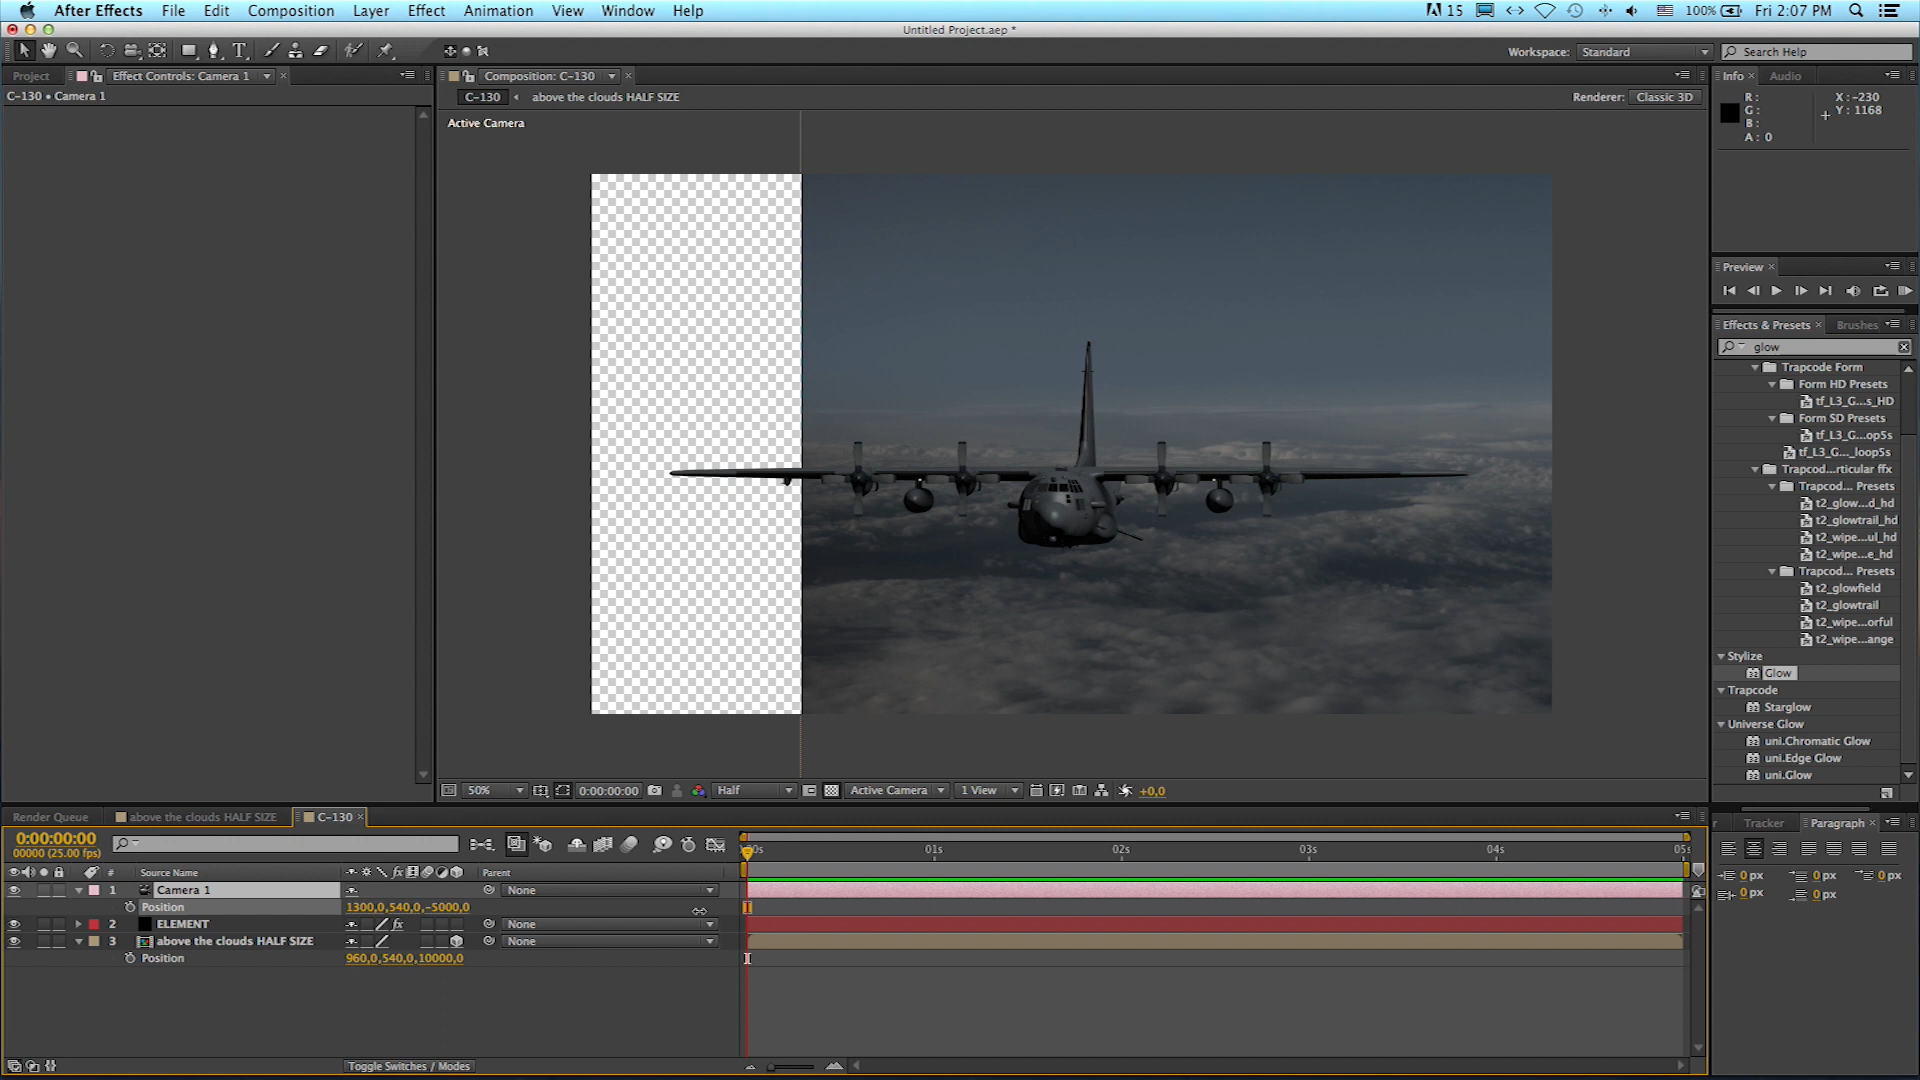 After Effects File Edit Composition Layer Effect Animation View Window Help 15 100% Fri 2:07 PM
Untitled Project.aep *
Workspace: Standard Search Help
Project Effect Controls: Camera 1 Composition: C-130 Info Audio
C-130 • Camera 1 C-130 above the clouds HALF SIZE Renderer: Classic 3D
R: X: -230
G: Y: 1168
B:
A: 0
Active Camera
Preview
Effects & Presets Brushes
glow
Trapcode Form
Form HD Presets
tf_L3_G...s_HD
Form SD Presets
tf_L3_G...op5s
tf_L3_G..._loop5s
Trapcod...rticular ffx
Trapcod... Presets
t2_glow...d_hd
t2_glowtrail_hd
t2_wipe...ul_hd
t2_wipe...e_hd
Trapcod... Presets
t2_glowfield
t2_glowtrail
t2_wipe...orful
t2_wipe...ange
Stylize
Glow
Trapcode
Starglow
Universe Glow
uni.Chromatic Glow
uni.Edge Glow
uni.Glow
50% 0:00:00:00 Half Active Camera 1 View +0,0
Render Queue above the clouds HALF SIZE C-130
r Tracker Paragraph
0:00:00:00
00000 (25.00 fps)
00s 01s 02s 03s 04s 05s
# Source Name fx Parent
1 Camera 1 None
Position 1300,0,540,0,-5000,0
2 ELEMENT fx None
3 above the clouds HALF SIZE None
Position 960,0,540,0,10000,0
0 px 0 px 0 px
0 px 0 px
Toggle Switches / Modes